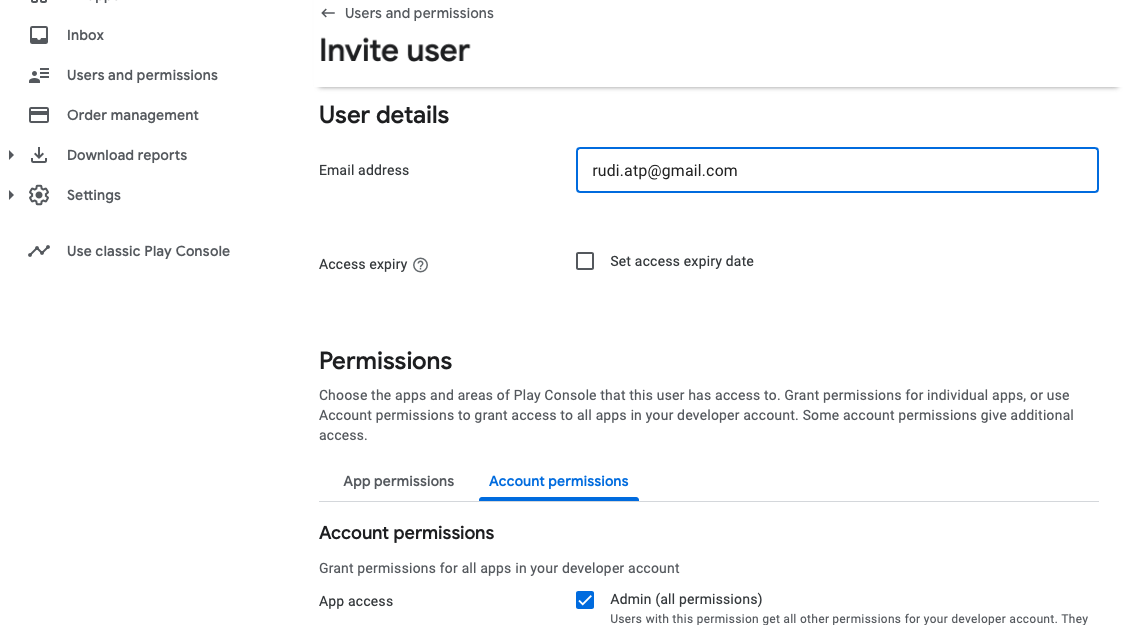 Inbox
Users and permissions
Order management
Download reports
Settings
Use classic Play Console
Users and permissions
Invite user
User details
Email address
rudi.atp@gmail.com
Access expiry
Set access expiry date
Permissions
Choose the apps and areas of Play Console that this user has access to. Grant permissions for individual apps, or use
Account permissions to grant access to all apps in your developer account. Some account permissions give additional
access.
App permissions
Account permissions
Account permissions
Grant permissions for all apps in your developer account
App access
Admin (all permissions)
Users with this permission get all other permissions for your developer account. They